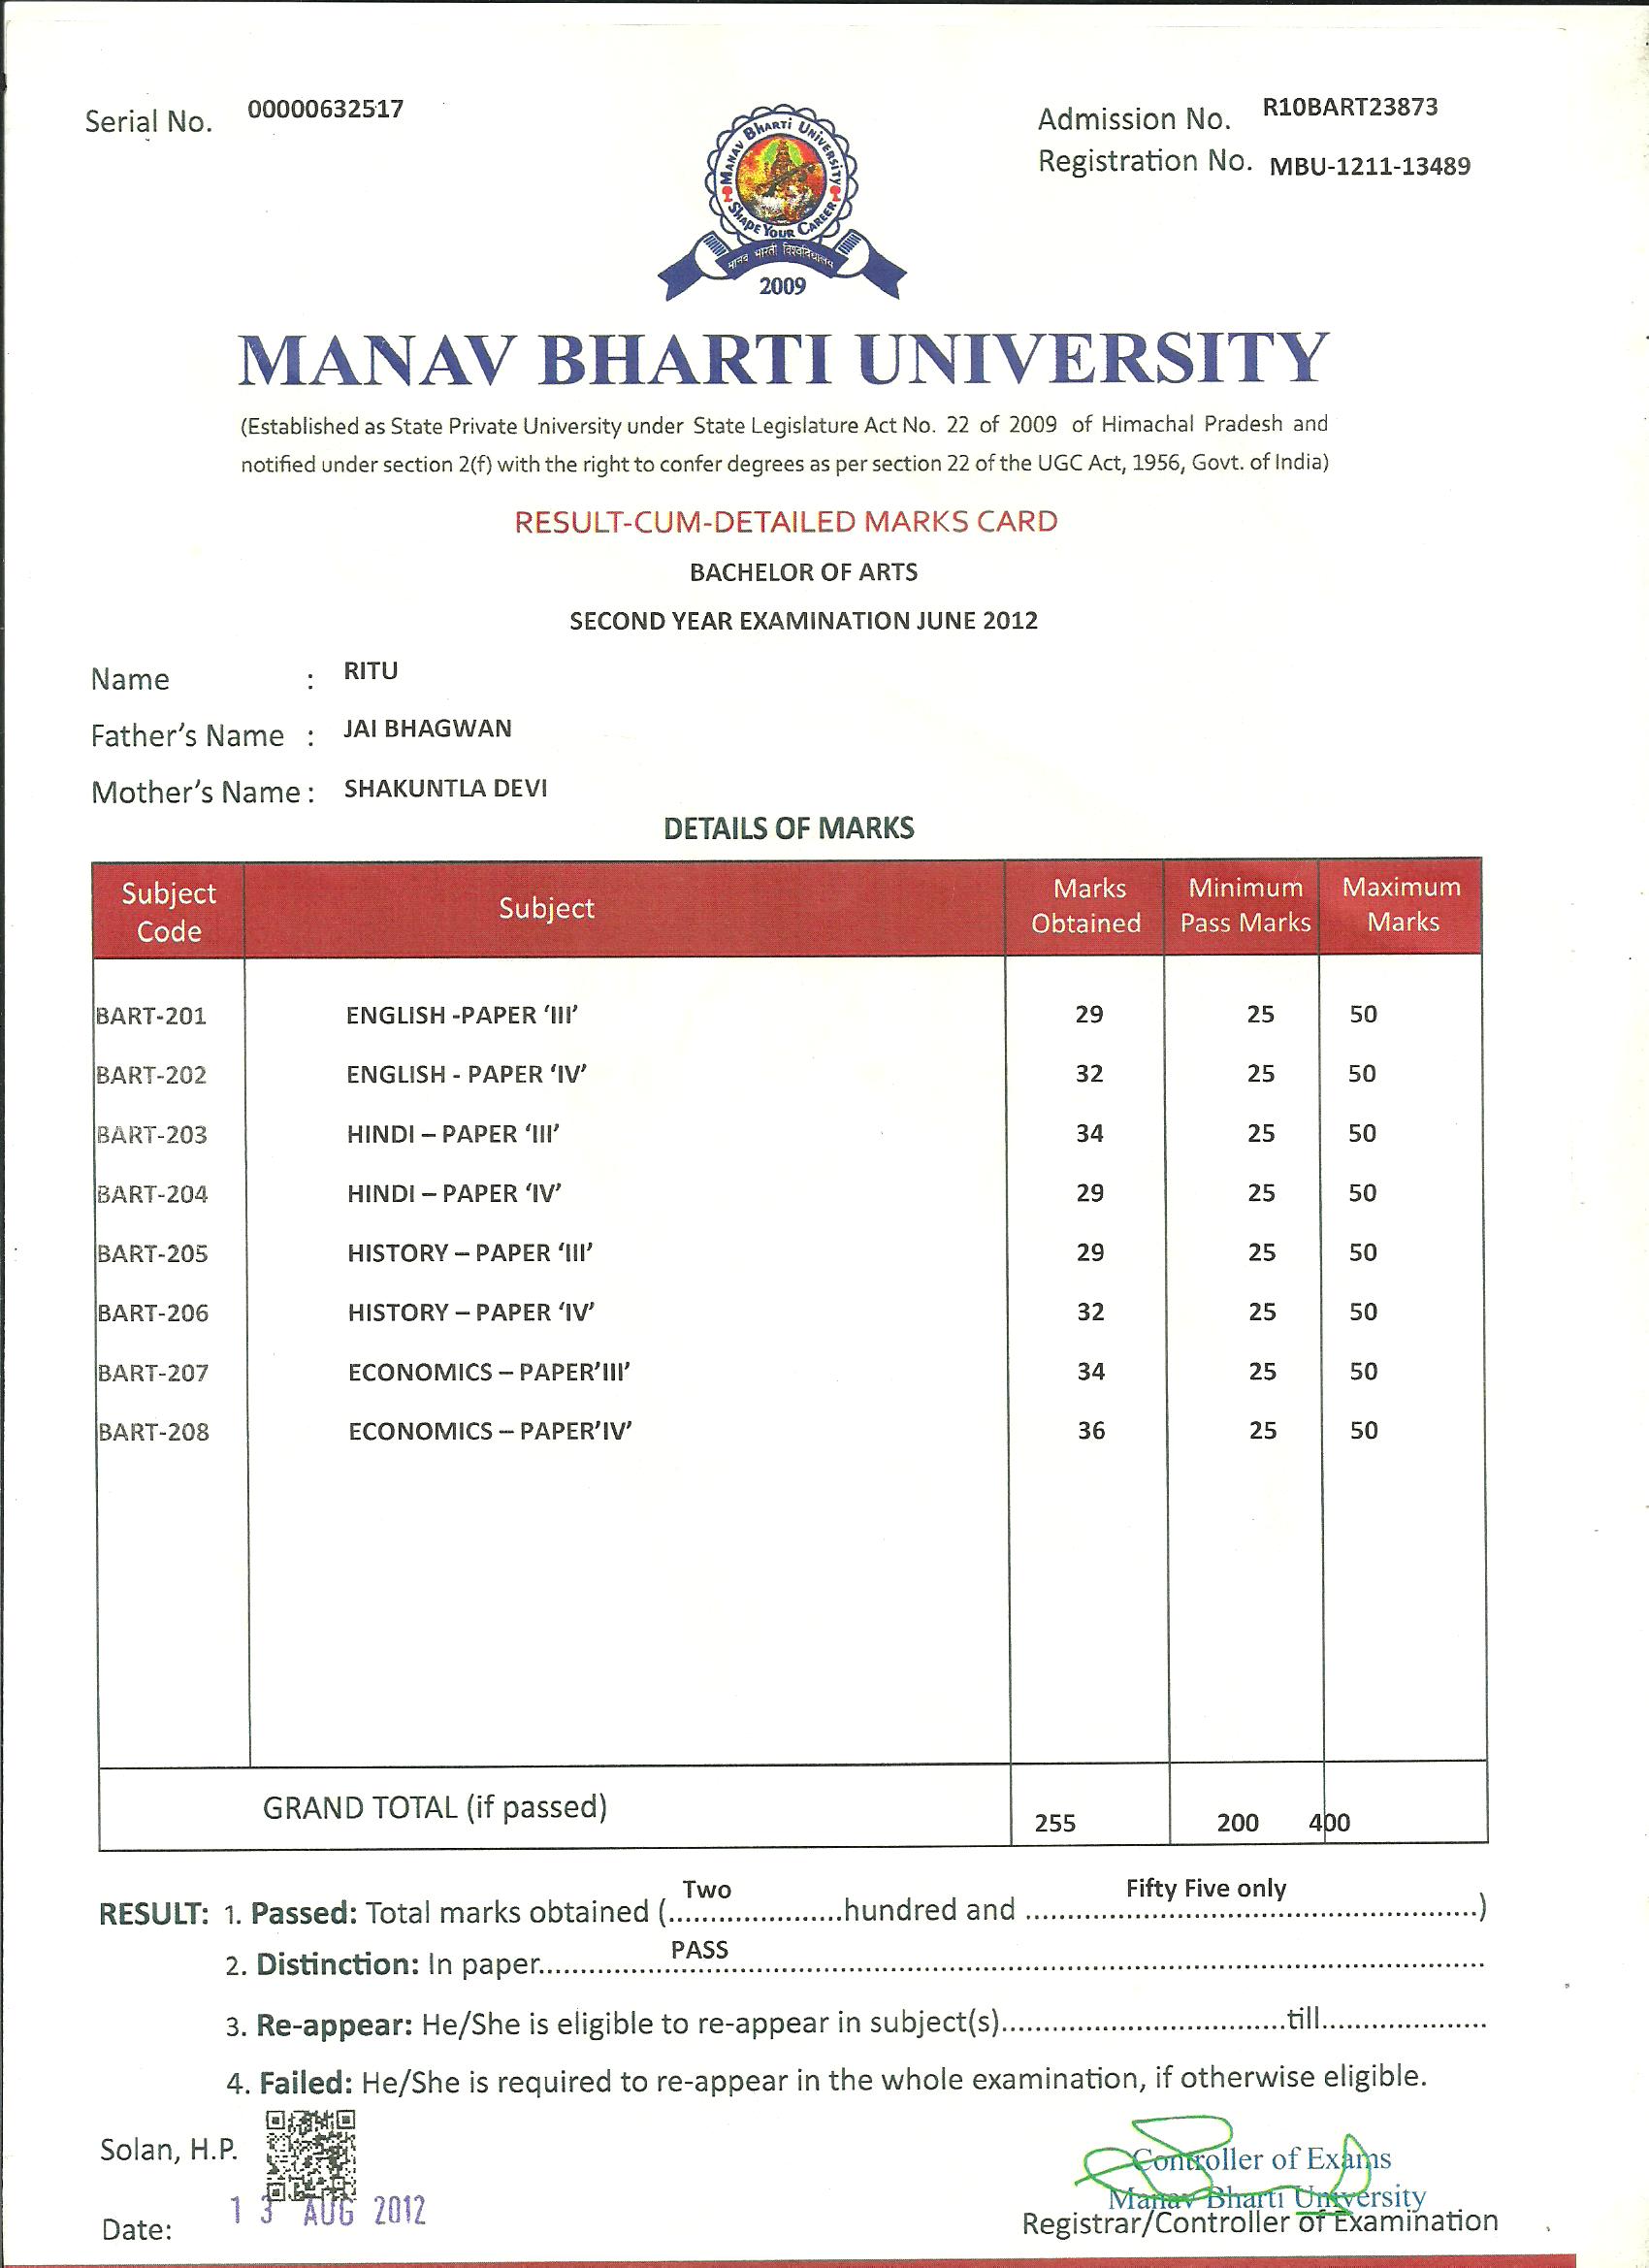 Serial No. 00000632517
Admission No. R10BART23873
Registration No. MBU-1211-13489
MANAV BHARTI UNIVERSITY
SHAPE YOUR CAREER
मानव भारती विश्वविद्यालय
2009
MANAV BHARTI UNIVERSITY
(Established as State Private University under State Legislature Act No. 22 of 2009 of Himachal Pradesh and
notified under section 2(f) with the right to confer degrees as per section 22 of the UGC Act, 1956, Govt. of India)
RESULT-CUM-DETAILED MARKS CARD
BACHELOR OF ARTS
SECOND YEAR EXAMINATION JUNE 2012
Name : RITU
Father's Name : JAI BHAGWAN
Mother's Name : SHAKUNTLA DEVI
DETAILS OF MARKS
Subject Code Subject Marks Obtained Minimum Pass Marks Maximum Marks
BART-201 ENGLISH -PAPER ‘III’ 29 25 50
BART-202 ENGLISH - PAPER ‘IV’ 32 25 50
BART-203 HINDI – PAPER ‘III’ 34 25 50
BART-204 HINDI – PAPER ‘IV’ 29 25 50
BART-205 HISTORY – PAPER ‘III’ 29 25 50
BART-206 HISTORY – PAPER ‘IV’ 32 25 50
BART-207 ECONOMICS – PAPER’III’ 34 25 50
BART-208 ECONOMICS – PAPER’IV’ 36 25 50
GRAND TOTAL (if passed) 255 200 400
RESULT: 1. Passed: Total marks obtained (.....Two.....hundred and .....Fifty Five only.....)
2. Distinction: In paper.....PASS.....
3. Re-appear: He/She is eligible to re-appear in subject(s)..........till..........
4. Failed: He/She is required to re-appear in the whole examination, if otherwise eligible.
Solan, H.P.
Date: 13 AUG 2012
Controller of Exams
Manav Bharti University
Registrar/Controller of Examination